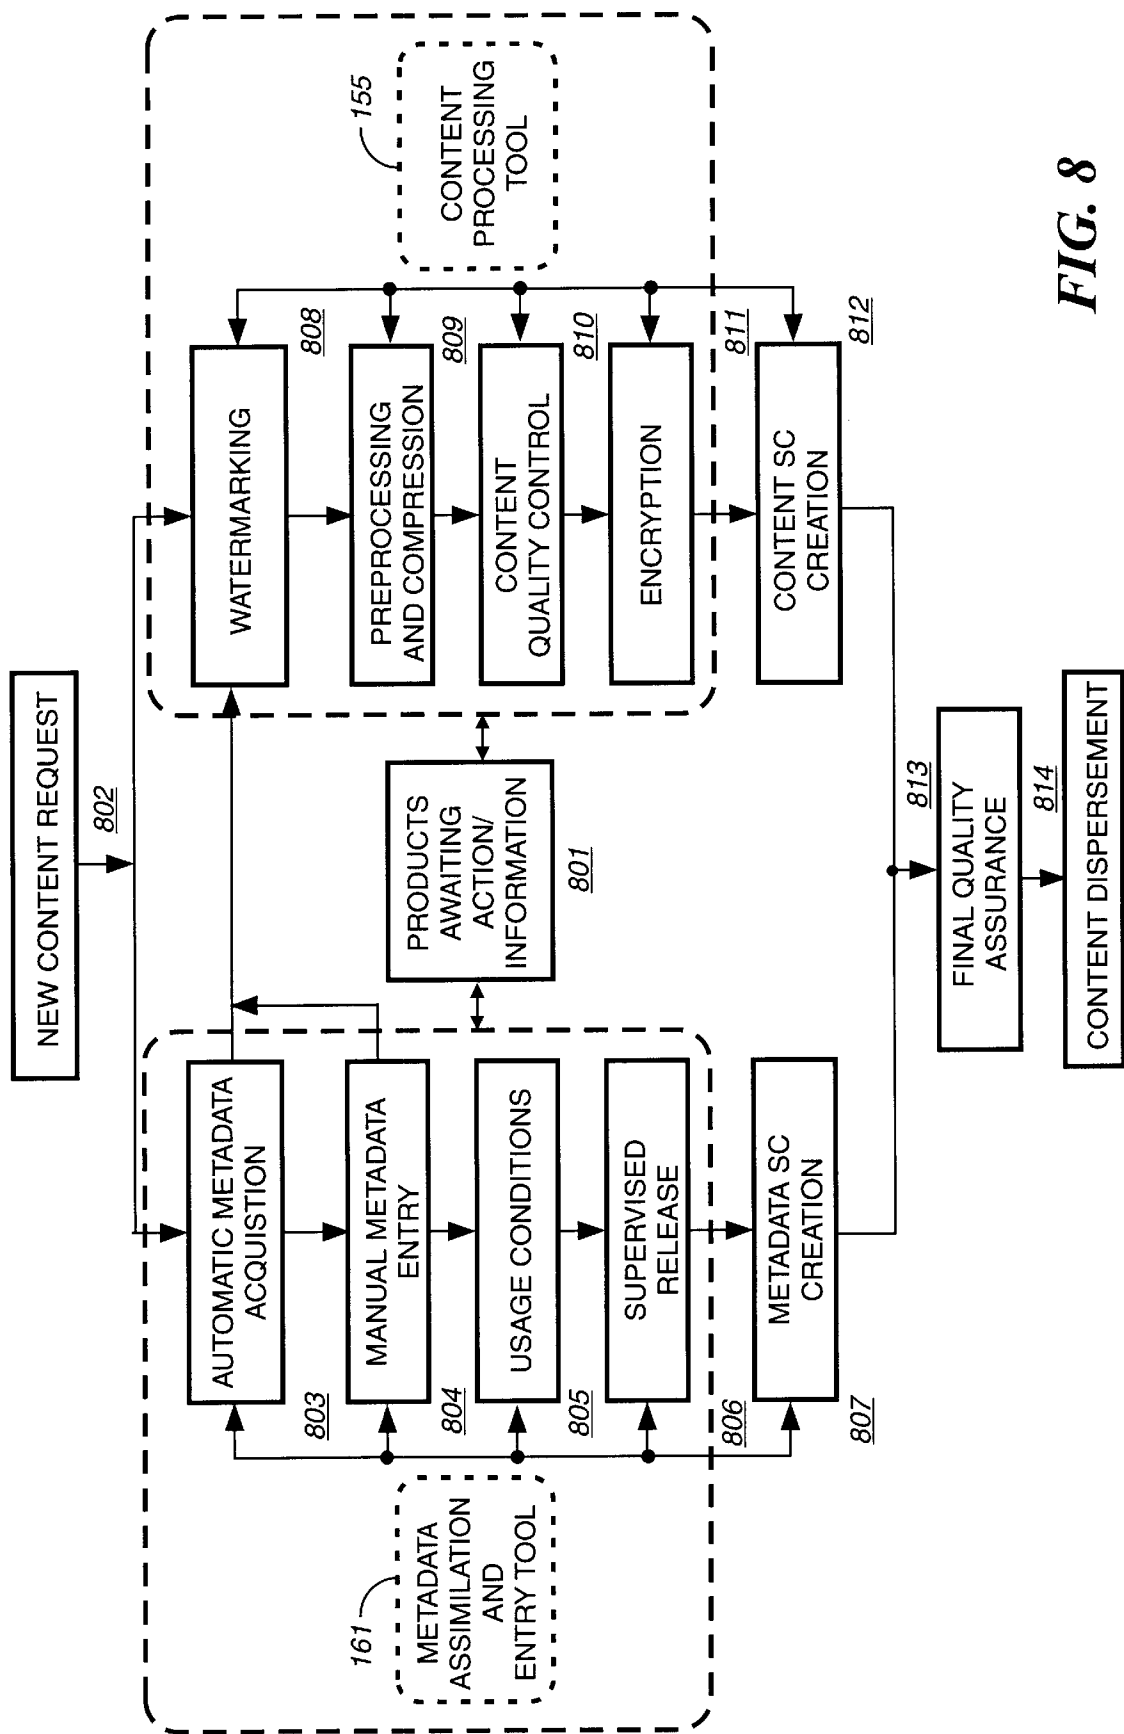 NEW CONTENT REQUEST
802
AUTOMATIC METADATA
ACQUISTION
803
MANUAL METADATA
ENTRY
804
USAGE CONDITIONS
805
SUPERVISED
RELEASE
806
METADATA SC
CREATION
807
161
METADATA
ASSIMILATION
AND
ENTRY TOOL
PRODUCTS
AWAITING
ACTION/
INFORMATION
801
WATERMARKING
808
PREPROCESSING
AND COMPRESSION
809
CONTENT
QUALITY CONTROL
810
ENCRYPTION
811
CONTENT SC
CREATION
812
155
CONTENT
PROCESSING
TOOL
813
FINAL QUALITY
ASSURANCE
814
CONTENT DISPERSEMENT
FIG. 8